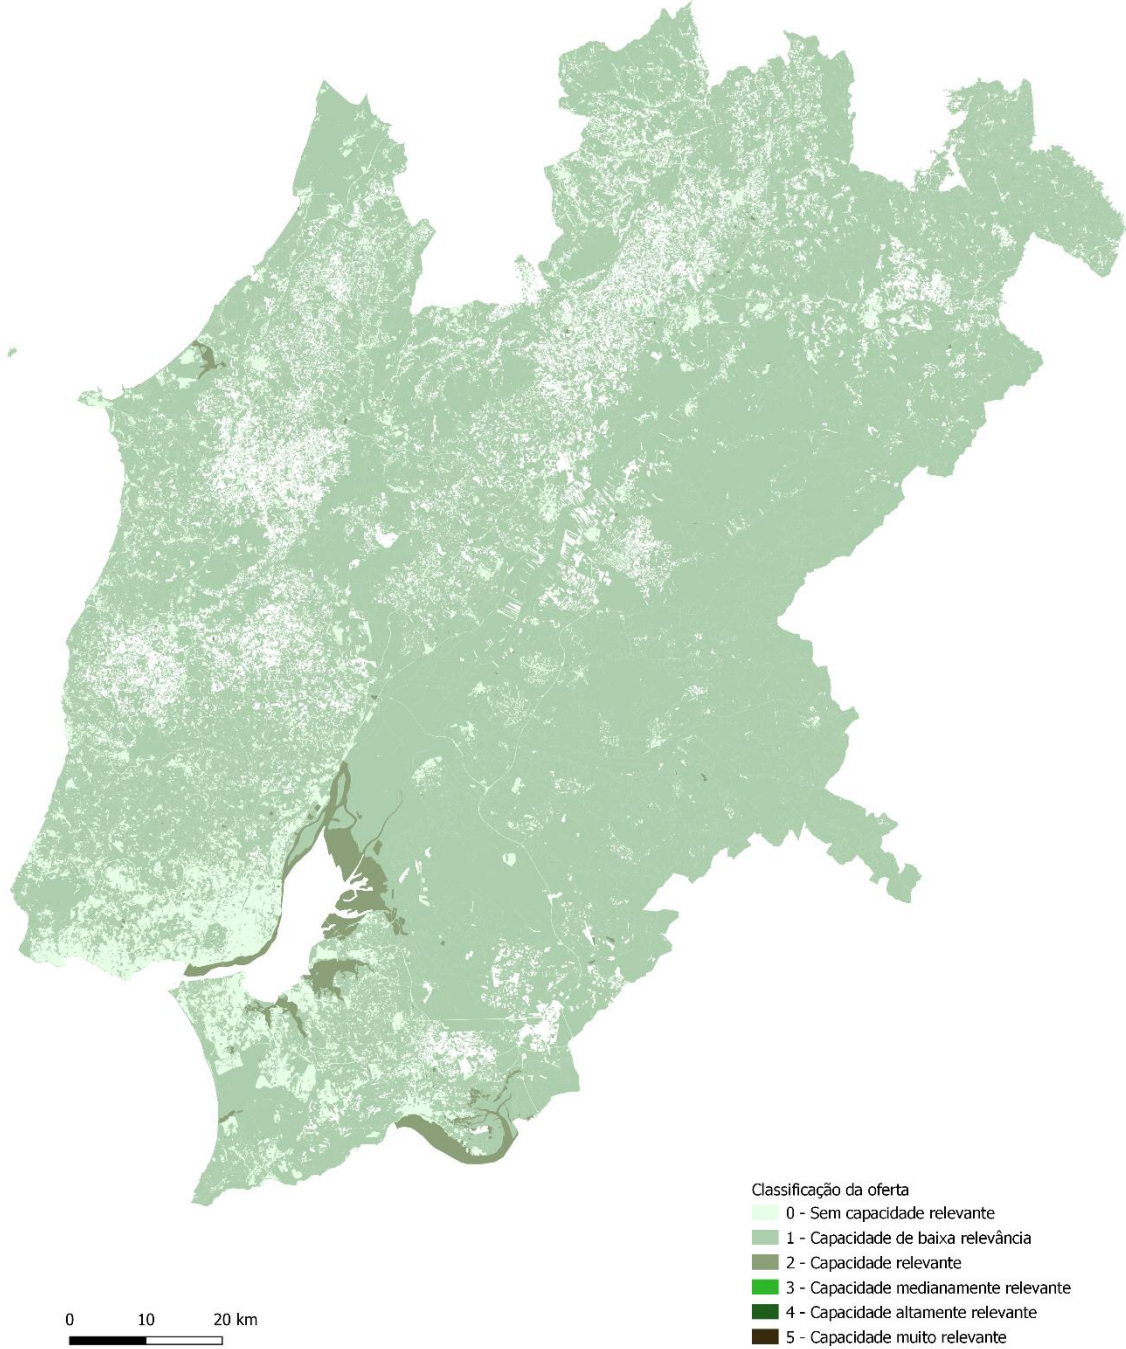 Classificação da oferta
0 - Sem capacidade relevante
1 - Capacidade de baixa relevância
2 - Capacidade relevante
3 - Capacidade medianamente relevante
4 - Capacidade altamente relevante
5 - Capacidade muito relevante
0 10 20 km